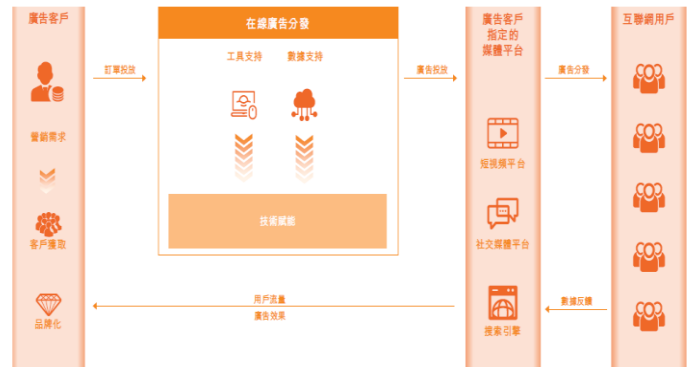 廣告客戶
營銷需求
客戶獲取
品牌化
訂單投放
在線廣告分發
工具支持
數據支持
技術賦能
廣告投放
用戶流量
廣告效果
廣告客戶
指定的
媒體平台
短視頻平台
社交媒體平台
搜索引擎
廣告分發
數據反饋
互聯網用戶